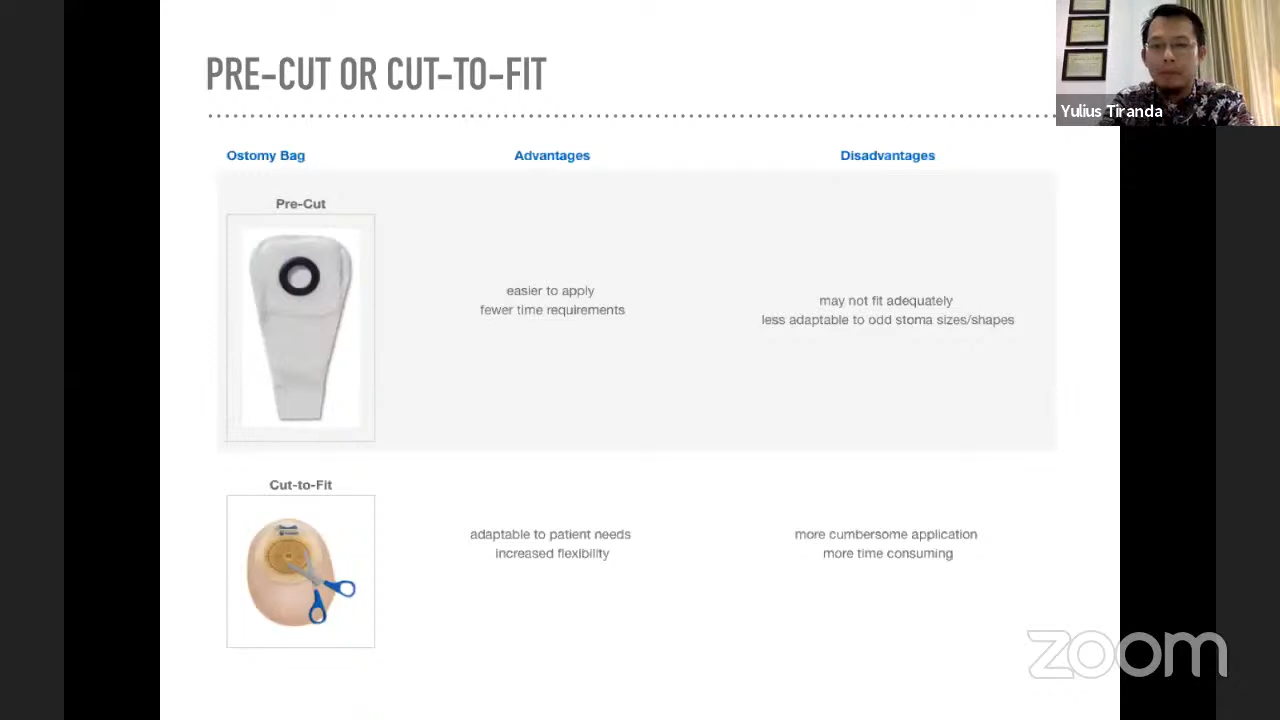 PRE-CUT OR CUT-TO-FIT
Yulius Tiranda
Ostomy Bag Advantages Disadvantages
Pre-Cut
easier to apply
fewer time requirements
may not fit adequately
less adaptable to odd stoma sizes/shapes
Cut-to-Fit
adaptable to patient needs
increased flexibility
more cumbersome application
more time consuming
zoom